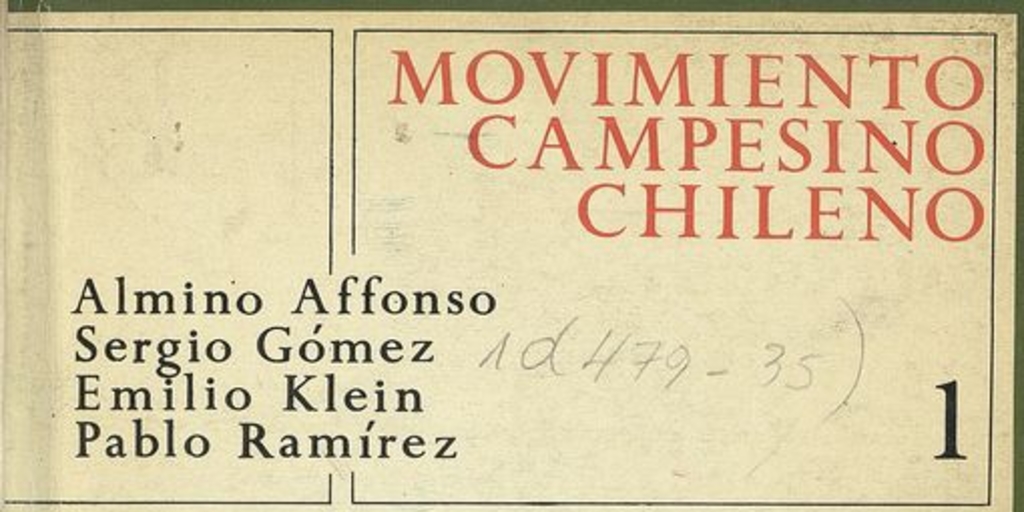 MOVIMIENTO
CAMPESINO
CHILENO
Almino Affonso
Sergio Gómez
Emilio Klein
Pablo Ramírez
1d(479-35)
1